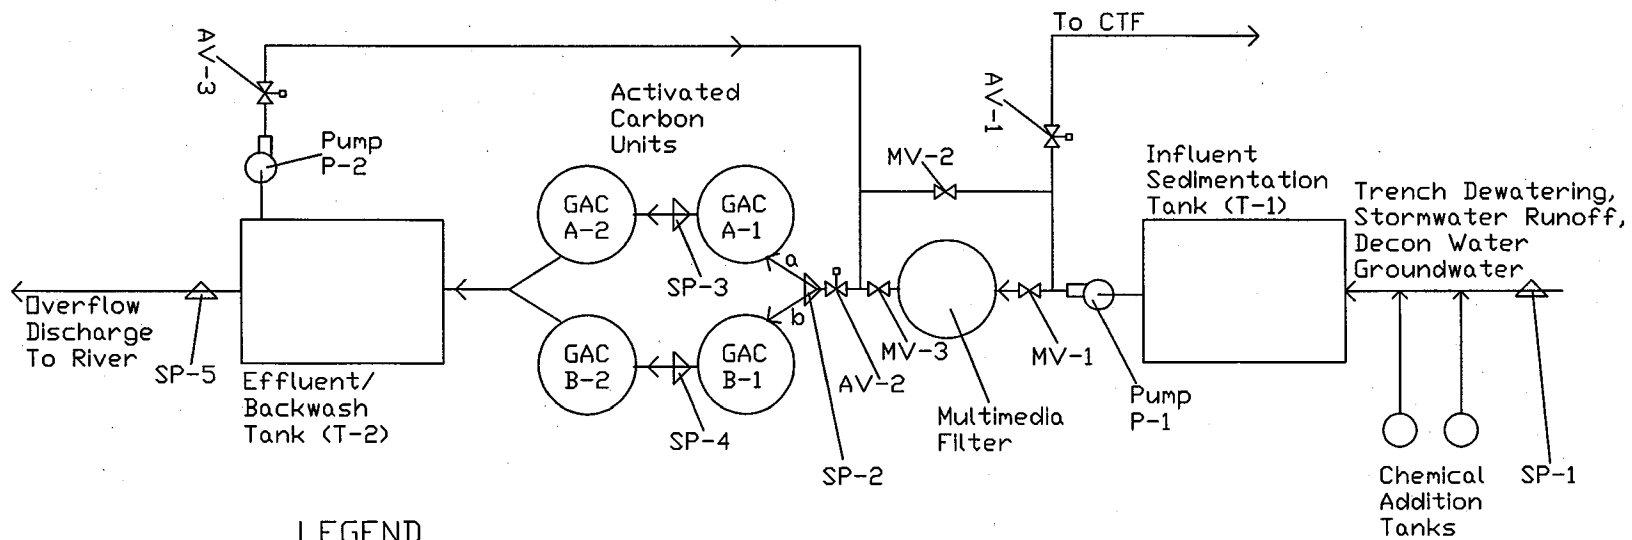 To CTF
AV-3
Activated
Carbon
Units
AV-1
Pump
P-2
MV-2
Influent
Sedimentation
Tank (T-1)
Trench Dewatering,
Stormwater Runoff,
Decon Water
Groundwater
GAC
A-2
GAC
A-1
SP-3
a
b
Overflow
Discharge
To River
SP-5
Effluent/
Backwash
Tank (T-2)
GAC
B-2
GAC
B-1
SP-4
SP-2
AV-2
MV-3
Multimedia
Filter
MV-1
Pump
P-1
Chemical
Addition
Tanks
SP-1
LEGEND